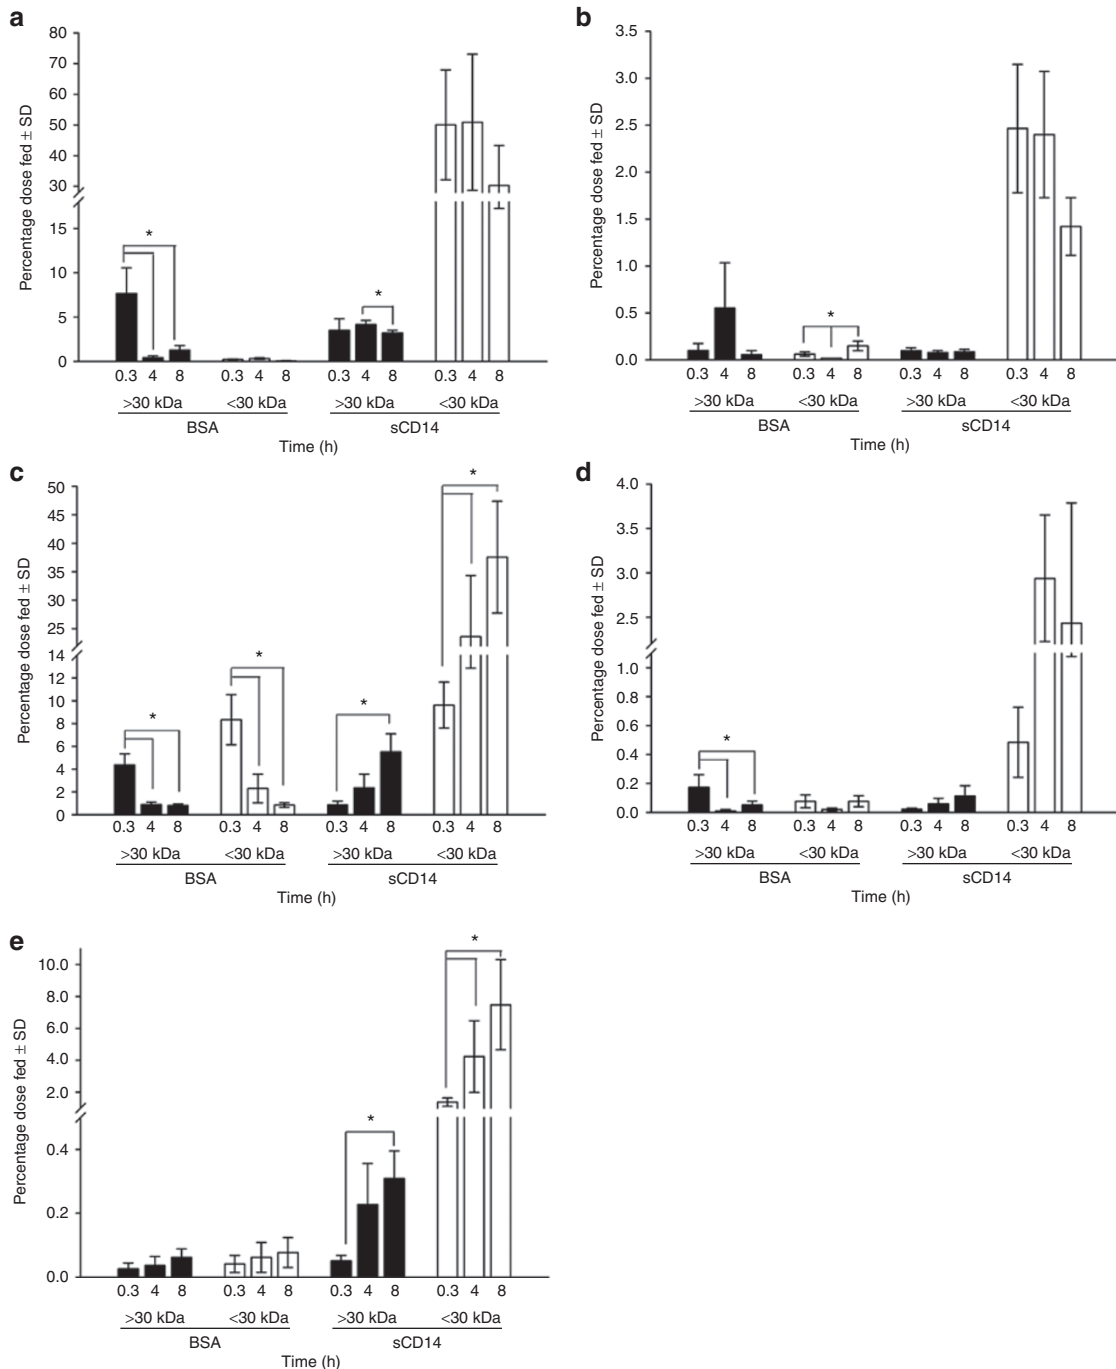 a
Percentage dose fed ± SD
80
70
60
50
40
30
15
10
5
0
*
*
0.3 4 8 0.3 4 8 0.3 4 8 0.3 4 8
>30 kDa <30 kDa >30 kDa <30 kDa
BSA sCD14
Time (h)
b
Percentage dose fed ± SD
3.5
3.0
2.5
2.0
1.5
1.0
0.5
0.0
*
0.3 4 8 0.3 4 8 0.3 4 8 0.3 4 8
>30 kDa <30 kDa >30 kDa <30 kDa
BSA sCD14
Time (h)
c
Percentage dose fed ± SD
50
45
40
35
30
25
14
12
10
8
6
4
2
0
*
*
*
*
0.3 4 8 0.3 4 8 0.3 4 8 0.3 4 8
>30 kDa <30 kDa >30 kDa <30 kDa
BSA sCD14
Time (h)
d
Percentage dose fed ± SD
4.0
3.5
3.0
2.5
1.0
0.8
0.6
0.4
0.2
0.0
*
0.3 4 8 0.3 4 8 0.3 4 8 0.3 4 8
>30 kDa <30 kDa >30 kDa <30 kDa
BSA sCD14
Time (h)
e
Percentage dose fed ± SD
10.0
8.0
6.0
4.0
2.0
0.4
0.2
0.0
*
*
0.3 4 8 0.3 4 8 0.3 4 8 0.3 4 8
>30 kDa <30 kDa >30 kDa <30 kDa
BSA sCD14
Time (h)